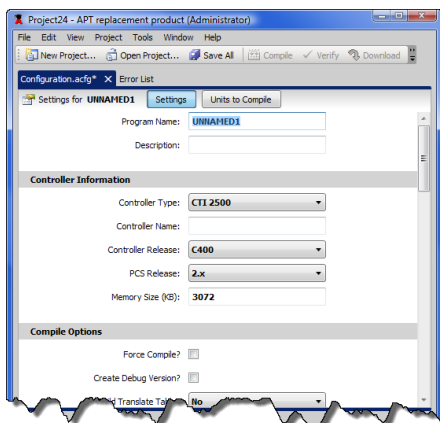 Project24 - APT replacement product (Administrator)
File Edit View Project Tools Window Help
New Project... Open Project... Save All Compile Verify Download
Configuration.acfg* Error List
Settings for UNNAMED1 Settings Units to Compile
Program Name: UNNAMED1
Description:
Controller Information
Controller Type: CTI 2500
Controller Name:
Controller Release: C400
PCS Release: 2.x
Memory Size (KB): 3072
Compile Options
Force Compile?
Create Debug Version?
Translate No